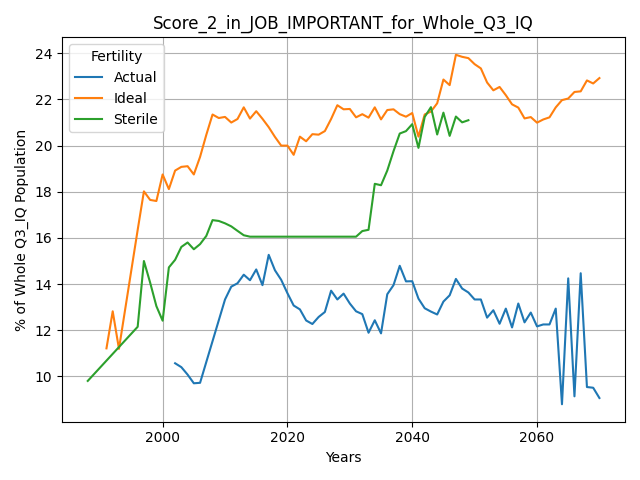 Score_2_in_JOB_IMPORTANT_for_Whole_Q3_IQ
Fertility
Actual
Ideal
Sterile
% of Whole Q3_IQ Population
24
22
20
18
16
14
12
10
2000
2020
2040
2060
Years